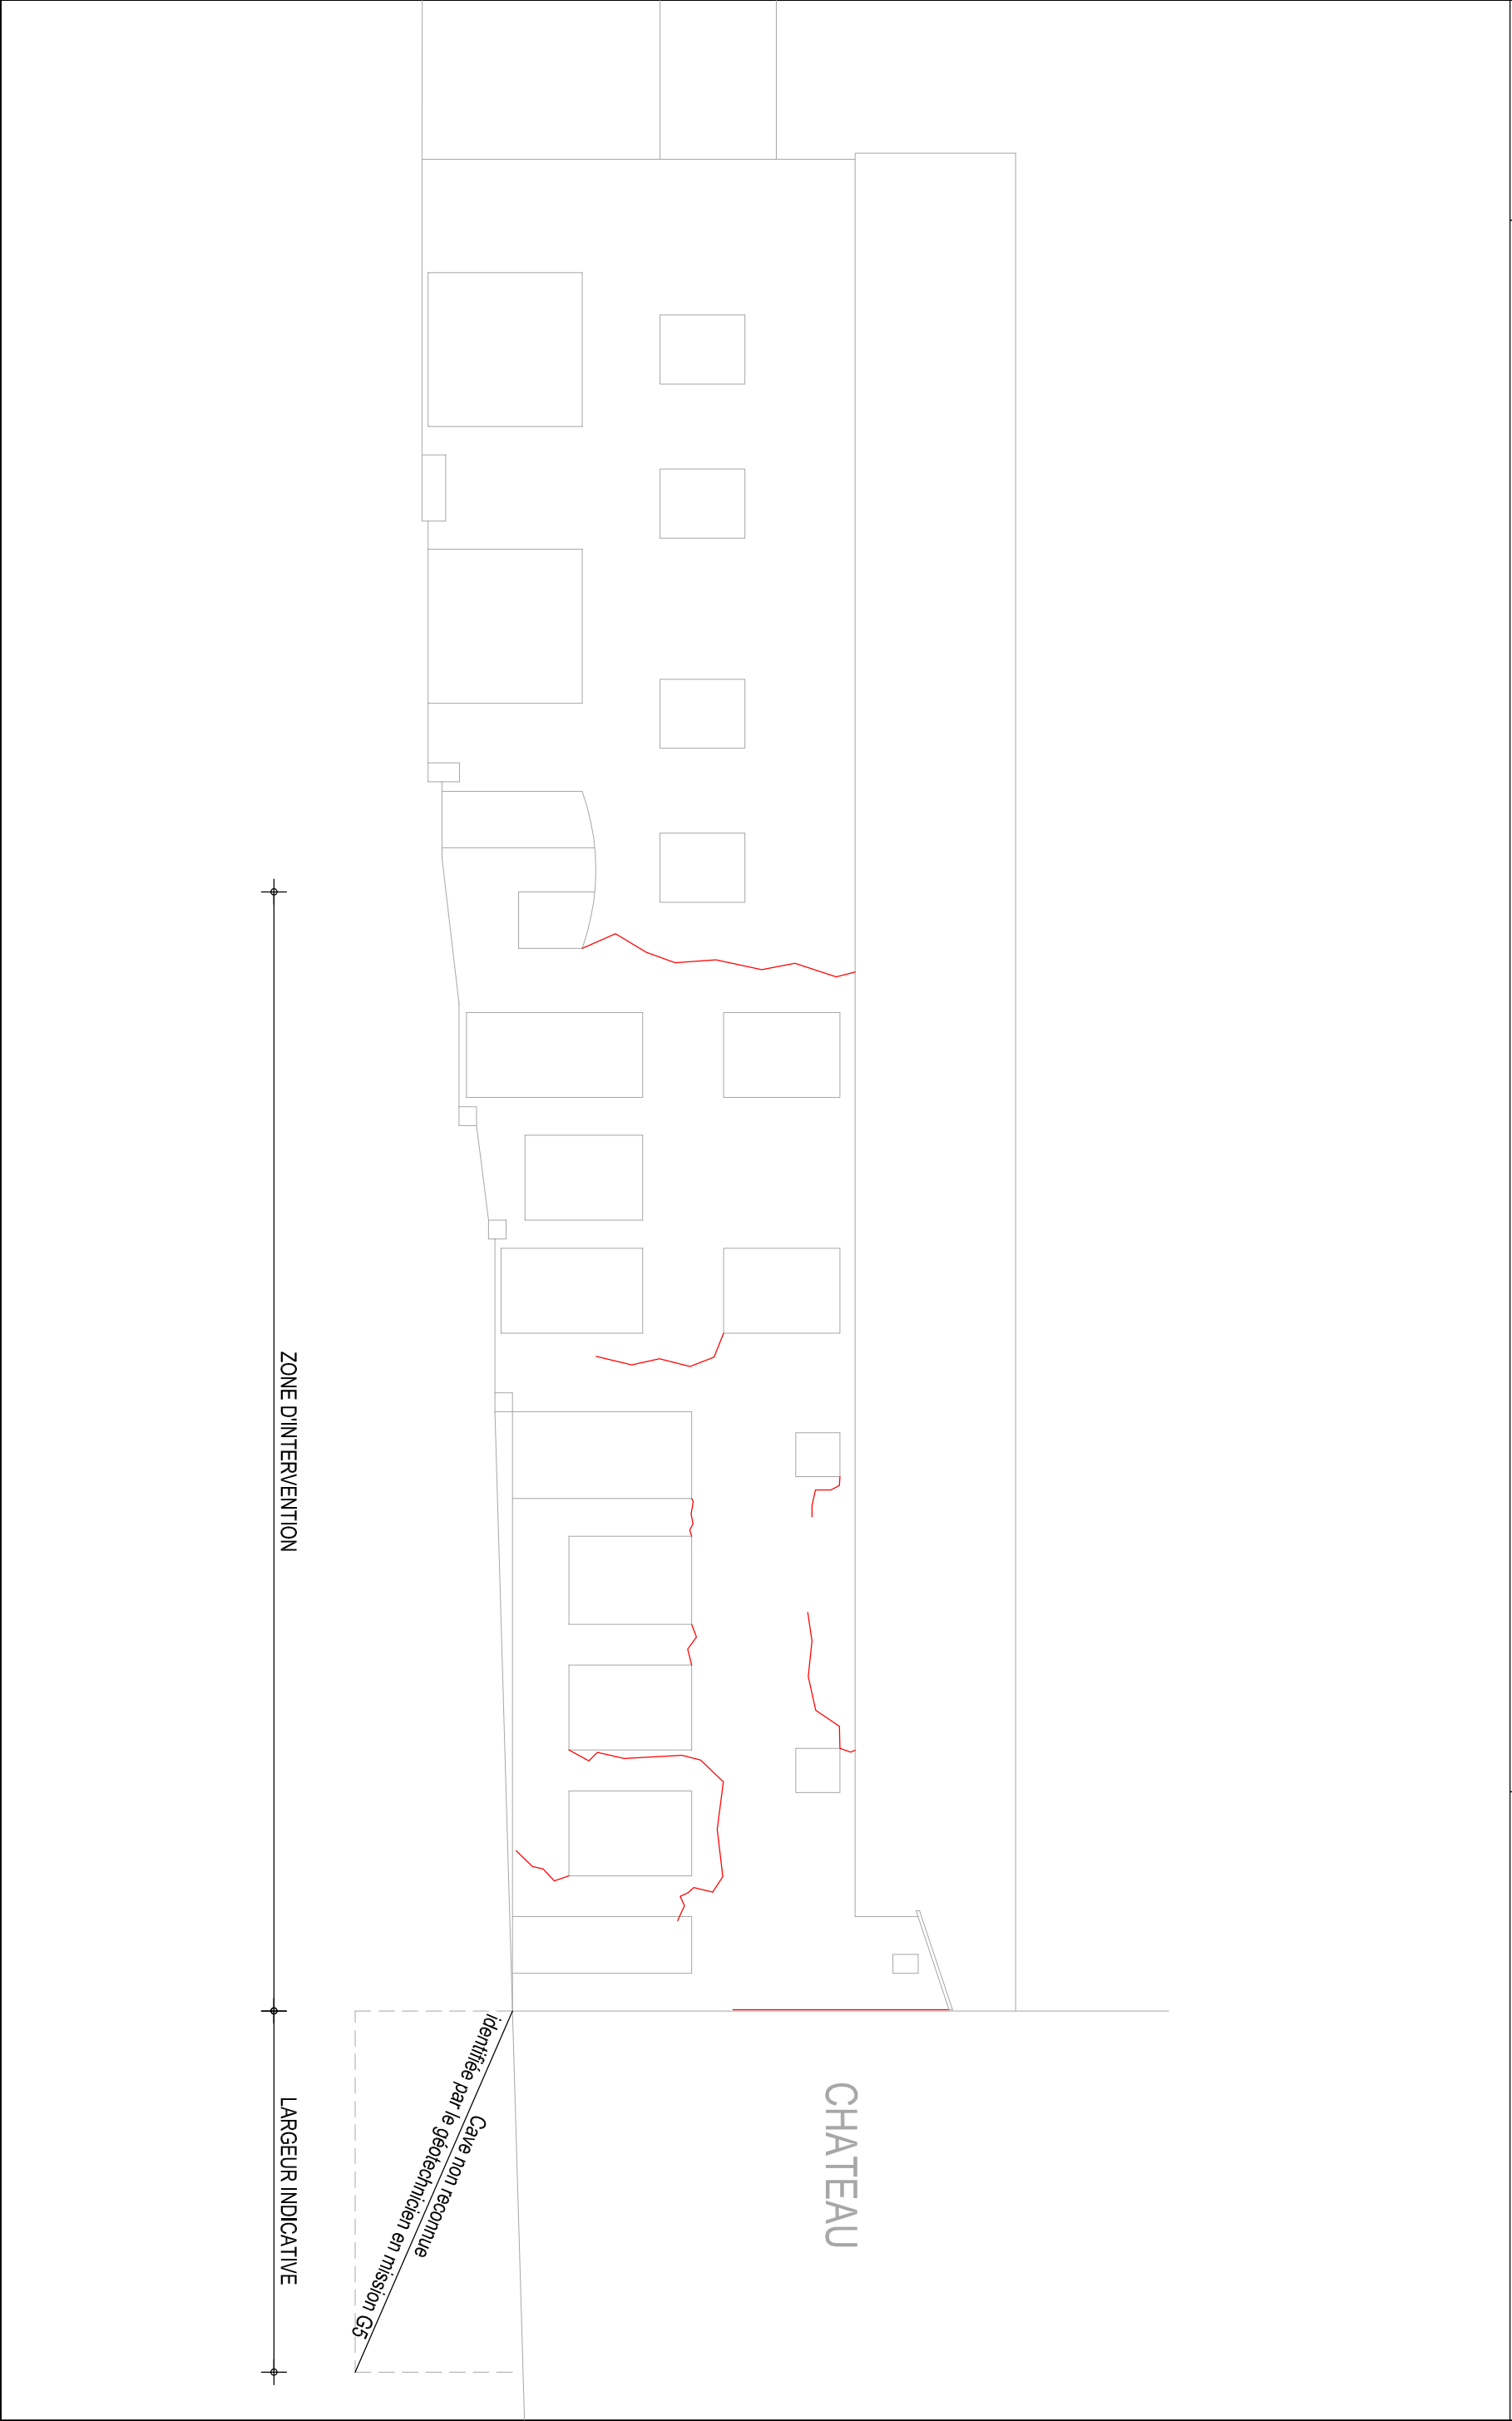 CHATEAU
Cave non reconnue
identifiée par le géotechnicien en mission G5
ZONE D'INTERVENTION
LARGEUR INDICATIVE